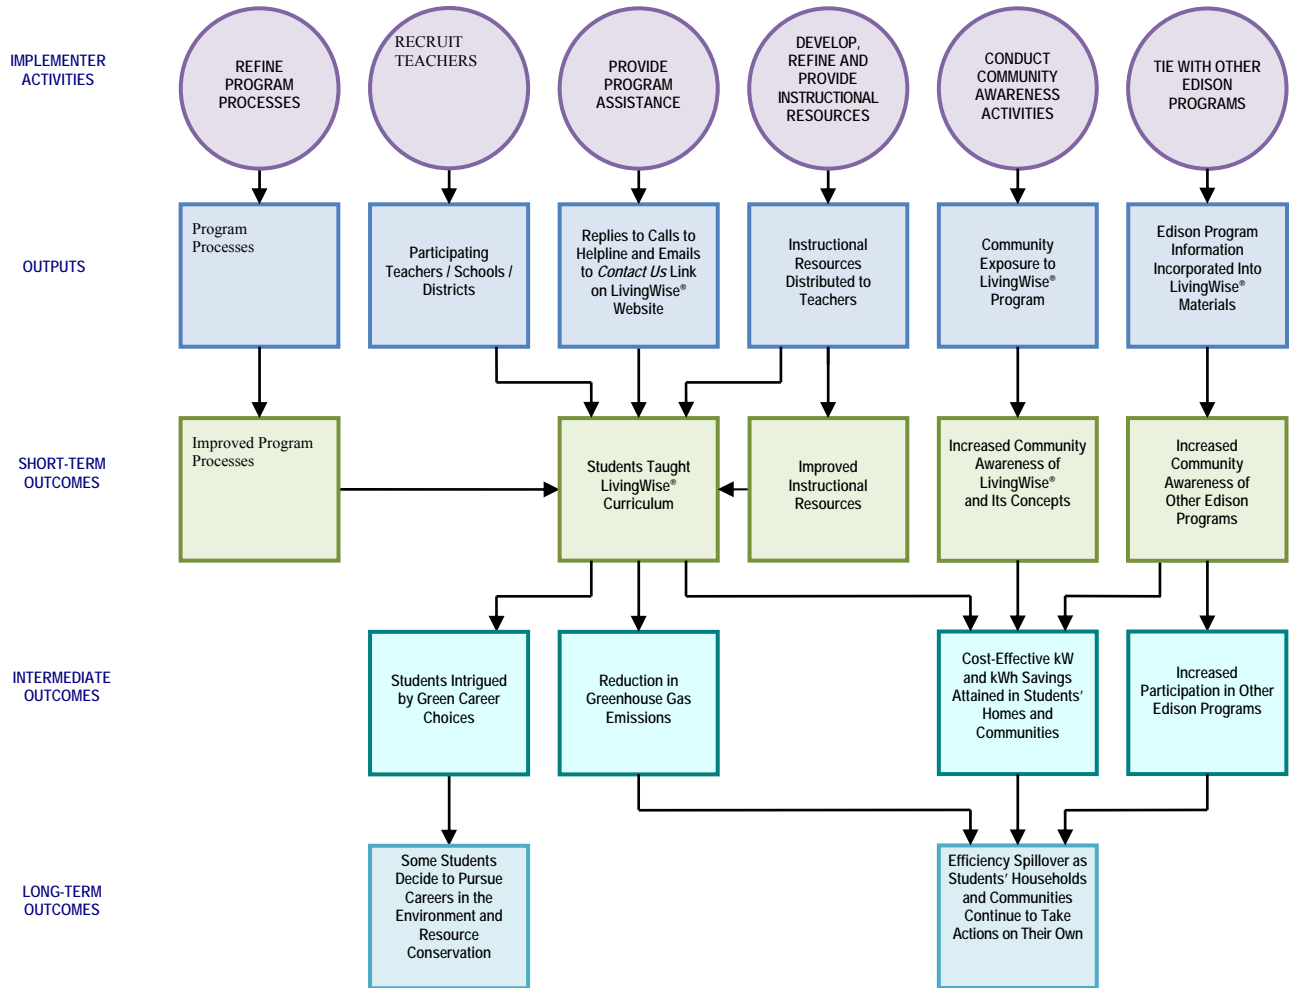 IMPLEMENTER
ACTIVITIES
REFINE
PROGRAM
PROCESSES
RECRUIT
TEACHERS
PROVIDE
PROGRAM
ASSISTANCE
DEVELOP,
REFINE AND
PROVIDE
INSTRUCTIONAL
RESOURCES
CONDUCT
COMMUNITY
AWARENESS
ACTIVITIES
TIE WITH OTHER
EDISON
PROGRAMS
OUTPUTS
Program
Processes
Participating
Teachers / Schools /
Districts
Replies to Calls to
Helpline and Emails
to Contact Us Link
on LivingWise®
Website
Instructional
Resources
Distributed to
Teachers
Community
Exposure to
LivingWise®
Program
Edison Program
Information
Incorporated Into
LivingWise®
Materials
SHORT-TERM
OUTCOMES
Improved Program
Processes
Students Taught
LivingWise®
Curriculum
Improved
Instructional
Resources
Increased Community
Awareness of
LivingWise®
and Its Concepts
Increased
Community
Awareness of
Other Edison
Programs
INTERMEDIATE
OUTCOMES
Students Intrigued
by Green Career
Choices
Reduction in
Greenhouse Gas
Emissions
Cost-Effective kW
and kWh Savings
Attained in Students'
Homes and
Communities
Increased
Participation in Other
Edison Programs
LONG-TERM
OUTCOMES
Some Students
Decide to Pursue
Careers in the
Environment and
Resource
Conservation
Efficiency Spillover as
Students' Households
and Communities
Continue to Take
Actions on Their Own